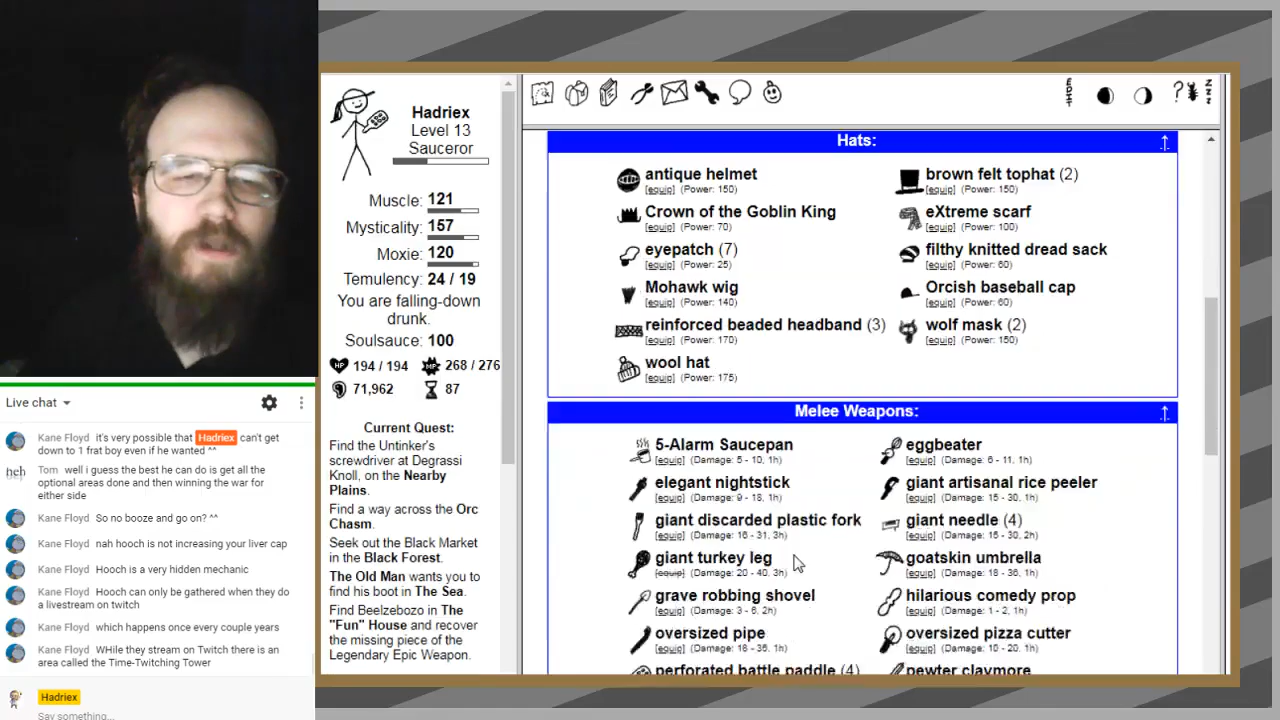 Live chat
Kane Floyd it's very possible that Hadriex can't get
down to 1 frat boy even if he wanted ^^
heh
Tom well i guess the best he can do is get all the
optional areas done and then winning the war for
either side
Kane Floyd So no booze and go on? ^^
Kane Floyd nah hooch is not increasing your liver cap
Kane Floyd Hooch is a very hidden mechanic
Kane Floyd Hooch can only be gathered when they do
a livestream on twitch
Kane Floyd which happens once every couple years
Kane Floyd WHile they stream on Twitch there is an
area called the Time-Twitching Tower
Hadriex
Say something...
Hadriex
Level 13
Sauceror
Muscle: 121
Mysticality: 157
Moxie: 120
Temulency: 24 / 19
You are falling-down
drunk.
Soulsauce: 100
HP 194 / 194 MP 268 / 276
71,962 87
Current Quest:
Find the Untinker's
screwdriver at Degrassi
Knoll, on the Nearby
Plains.
Find a way across the Orc
Chasm.
Seek out the Black Market
in the Black Forest.
The Old Man wants you to
find his boot in The Sea.
Find Beelzebozo in The
"Fun" House and recover
the missing piece of the
Legendary Epic Weapon.
EDIT
? zzz
Hats:
antique helmet
[equip] (Power: 150)
brown felt tophat (2)
[equip] (Power: 150)
Crown of the Goblin King
[equip] (Power: 70)
eXtreme scarf
[equip] (Power: 100)
eyepatch (7)
[equip] (Power: 25)
filthy knitted dread sack
[equip] (Power: 60)
Mohawk wig
[equip] (Power: 140)
Orcish baseball cap
[equip] (Power: 60)
reinforced beaded headband (3)
[equip] (Power: 170)
wolf mask (2)
[equip] (Power: 150)
wool hat
[equip] (Power: 175)
Melee Weapons:
5-Alarm Saucepan
[equip] (Damage: 5 - 10, 1h)
eggbeater
[equip] (Damage: 6 - 11, 1h)
elegant nightstick
[equip] (Damage: 9 - 18, 1h)
giant artisanal rice peeler
[equip] (Damage: 15 - 30, 1h)
giant discarded plastic fork
[equip] (Damage: 16 - 31, 3h)
giant needle (4)
[equip] (Damage: 15 - 30, 2h)
giant turkey leg
[equip] (Damage: 20 - 40, 3h)
goatskin umbrella
[equip] (Damage: 18 - 36, 1h)
grave robbing shovel
[equip] (Damage: 3 - 6, 2h)
hilarious comedy prop
[equip] (Damage: 1 - 2, 1h)
oversized pipe
[equip] (Damage: 18 - 36, 1h)
oversized pizza cutter
[equip] (Damage: 10 - 20, 1h)
perforated battle paddle (4)
pewter claymore